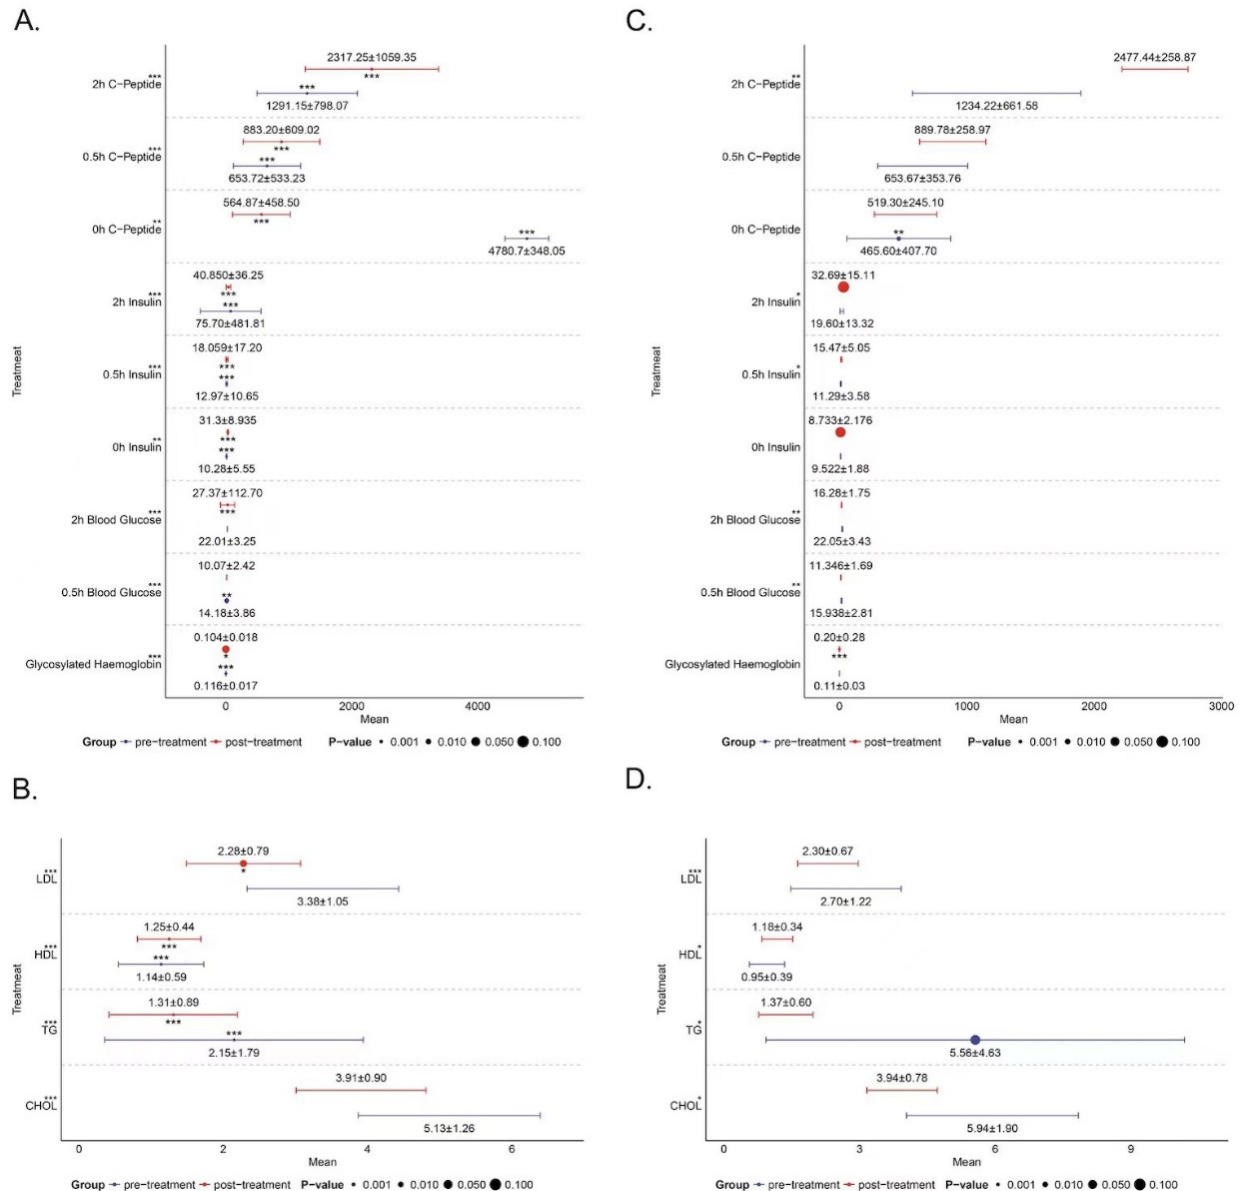 A.
2317.25±1059.35
***
2h C−Peptide
***
***
1291.15±798.07
883.20±609.02
***
0.5h C−Peptide
***
***
653.72±533.23
564.87±458.50
**
0h C−Peptide
***
***
4780.7±348.05
40.850±36.25
***
2h Insulin
***
***
75.70±481.81
18.059±17.20
***
0.5h Insulin
***
***
12.97±10.65
31.3±8.935
**
0h Insulin
***
***
10.28±5.55
27.37±112.70
***
2h Blood Glucose
***
22.01±3.25
10.07±2.42
***
0.5h Blood Glucose
**
14.18±3.86
0.104±0.018
***
Glycosylated Haemoglobin
*
***
0.116±0.017
Treatmeat
0 2000 4000
Mean
Group pre−treatment post−treatment P−value 0.001 0.010 0.050 0.100
C.
2477.44±258.87
**
2h C−Peptide
1234.22±661.58
889.78±258.97
0.5h C−Peptide
653.67±353.76
519.30±245.10
0h C−Peptide
**
465.60±407.70
32.69±15.11
*
2h Insulin
19.60±13.32
15.47±5.05
*
0.5h Insulin
11.29±3.58
8.733±2.176
0h Insulin
9.522±1.88
16.28±1.75
**
2h Blood Glucose
22.05±3.43
11.346±1.69
**
0.5h Blood Glucose
15.938±2.81
0.20±0.28
Glycosylated Haemoglobin
***
0.11±0.03
Treatmeat
0 1000 2000 3000
Mean
Group pre−treatment post−treatment P−value 0.001 0.010 0.050 0.100
B.
2.28±0.79
***
LDL
*
3.38±1.05
1.25±0.44
***
HDL
***
***
1.14±0.59
1.31±0.89
***
TG
***
***
2.15±1.79
3.91±0.90
***
CHOL
5.13±1.26
Treatmeat
0 2 4 6
Mean
Group pre−treatment post−treatment P−value 0.001 0.010 0.050 0.100
D.
2.30±0.67
***
LDL
2.70±1.22
1.18±0.34
*
HDL
0.95±0.39
1.37±0.60
*
TG
5.56±4.63
3.94±0.78
*
CHOL
5.94±1.90
Treatmeat
0 3 6 9
Mean
Group pre−treatment post−treatment P−value 0.001 0.010 0.050 0.100